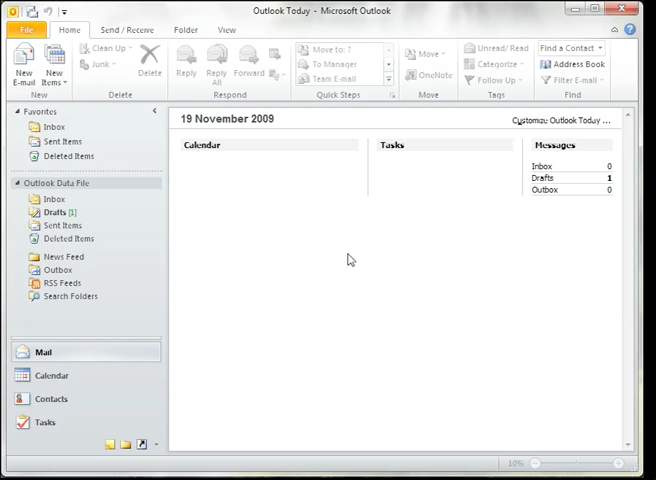 Outlook Today - Microsoft Outlook
File Home Send / Receive Folder View
New E-mail
New Items
Clean Up
Junk
Delete
Reply
Reply All
Forward
Move to: ?
To Manager
Team E-mail
Move
OneNote
Unread/ Read
Categorize
Follow Up
Find a Contact
Address Book
Filter E-mail
New Delete Respond Quick Steps Move Tags Find
Favorites
Inbox
Sent Items
Deleted Items
Outlook Data File
Inbox
Drafts [1]
Sent Items
Deleted Items
News Feed
Outbox
RSS Feeds
Search Folders
Mail
Calendar
Contacts
Tasks
19 November 2009
Customize Outlook Today ...
Calendar
Tasks
Messages
Inbox 0
Drafts 1
Outbox 0
10%